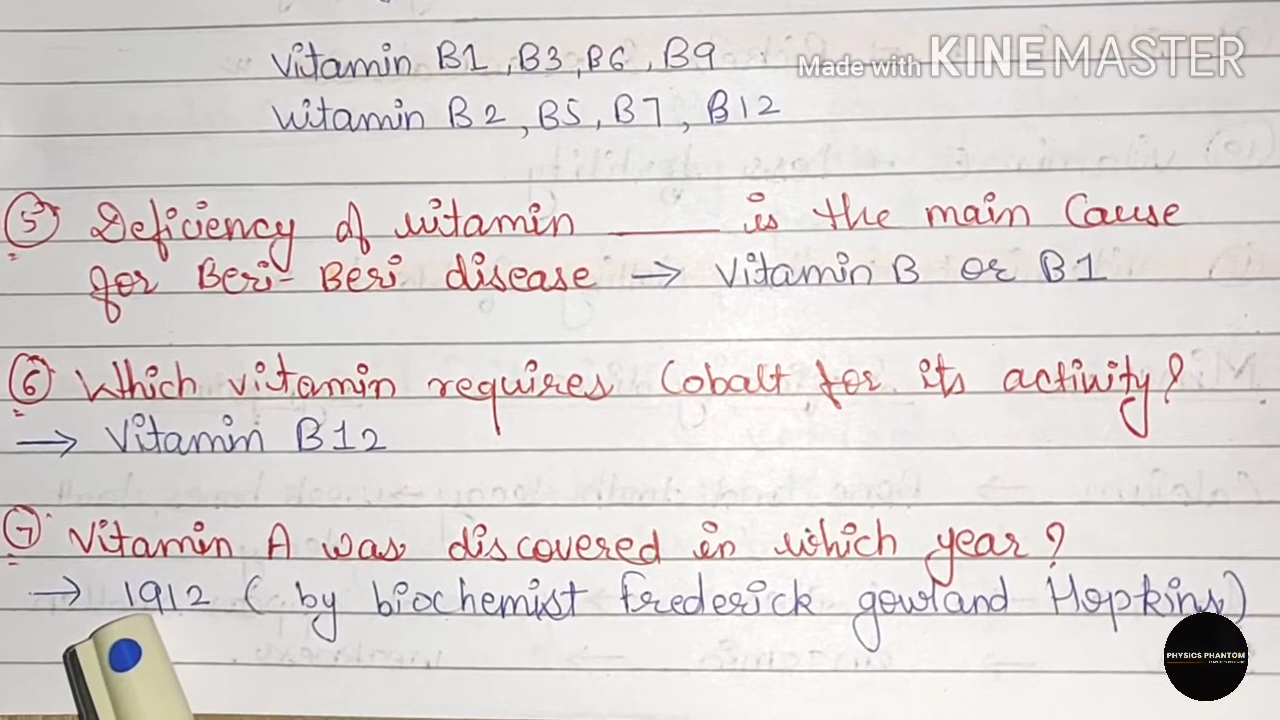 Vitamin B1, B3, B6, B9
Made with KINEMASTER
Vitamin B2, B5, B7, B12
5 Deficiency of vitamin ____ is the main Cause
for Beri-Beri disease → Vitamin B or B1
6 Which vitamin requires Cobalt for its activity?
→ Vitamin B12
7 Vitamin A was discovered in which year?
→ 1912 (by biochemist Frederick gowland Hopkins)
PHYSICS PHANTOM